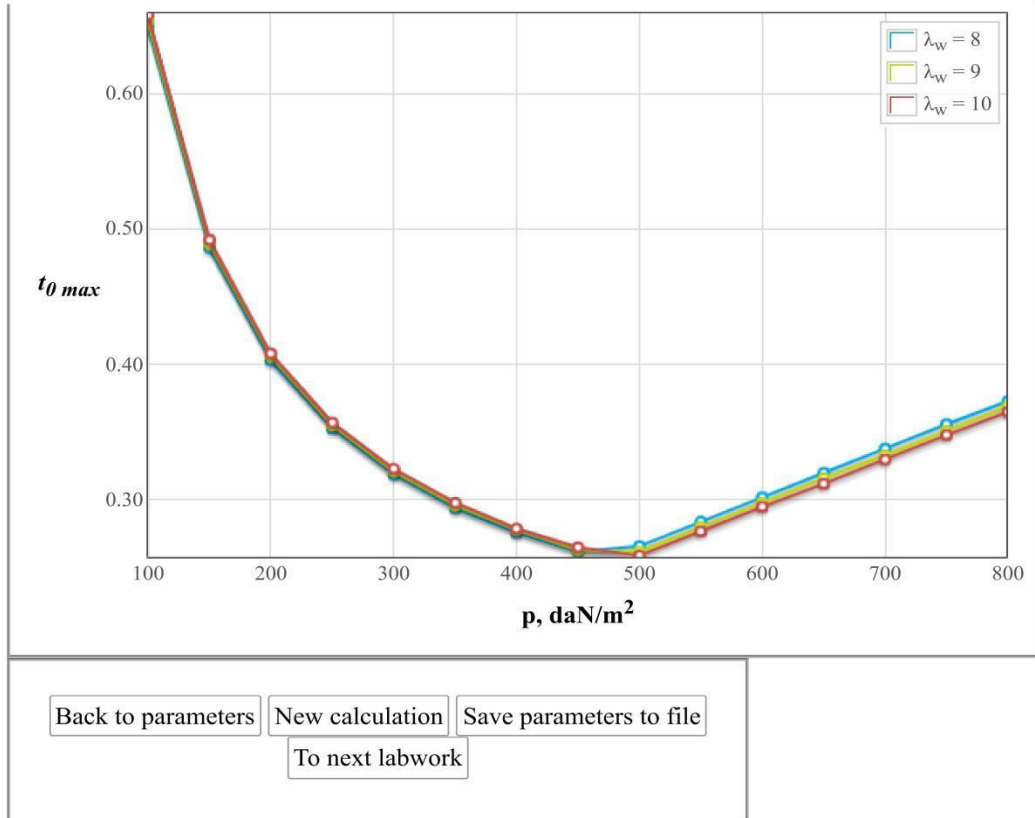 λw = 8
λw = 9
λw = 10
0.60
0.50
t0 max
0.40
0.30
100 200 300 400 500 600 700 800
p, daN/m²
Back to parameters New calculation Save parameters to file
To next labwork